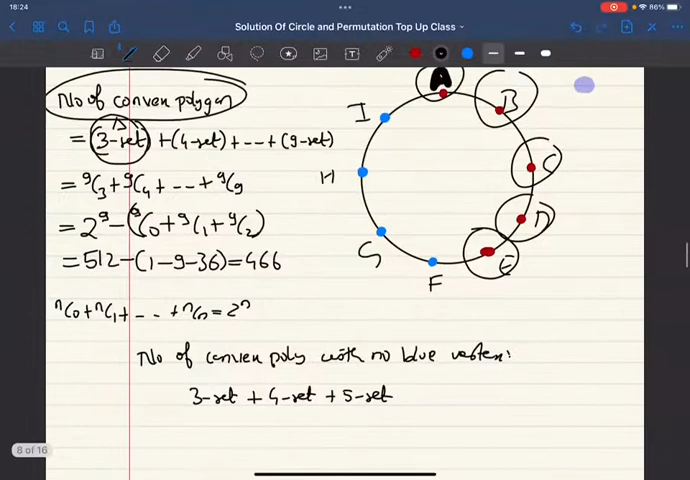 18:24
86%
Solution Of Circle and Permutation Top Up Class
No of convex polygen
= 3-set + (4-set) + --- + (9-set)
= ⁹C₃ + ⁹C₄ + --- + ⁹C₉
= 2⁹ - (⁹C₀ + ⁹C₁ + ⁹C₂)
= 512 - (1 - 9 - 36) = 466
ⁿC₀ + ⁿC₁ + - - -- + ⁿCₙ = 2ⁿ
A
B
C
D
E
F
G
H
I
No of convex poly with no blue vertex:
3-set + 4-set + 5-set
8 of 16